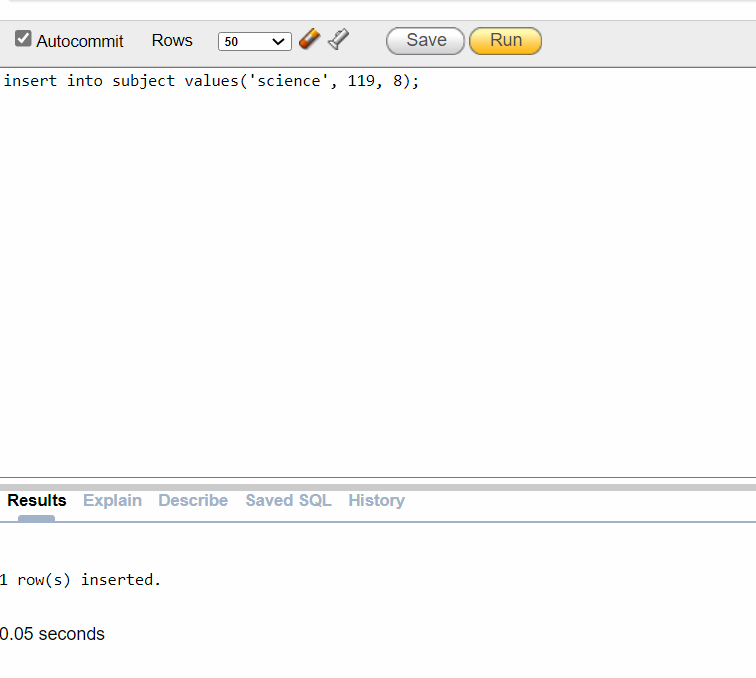 Autocommit Rows 50 Save Run
insert into subject values('science', 119, 8);
Results Explain Describe Saved SQL History
1 row(s) inserted.
0.05 seconds